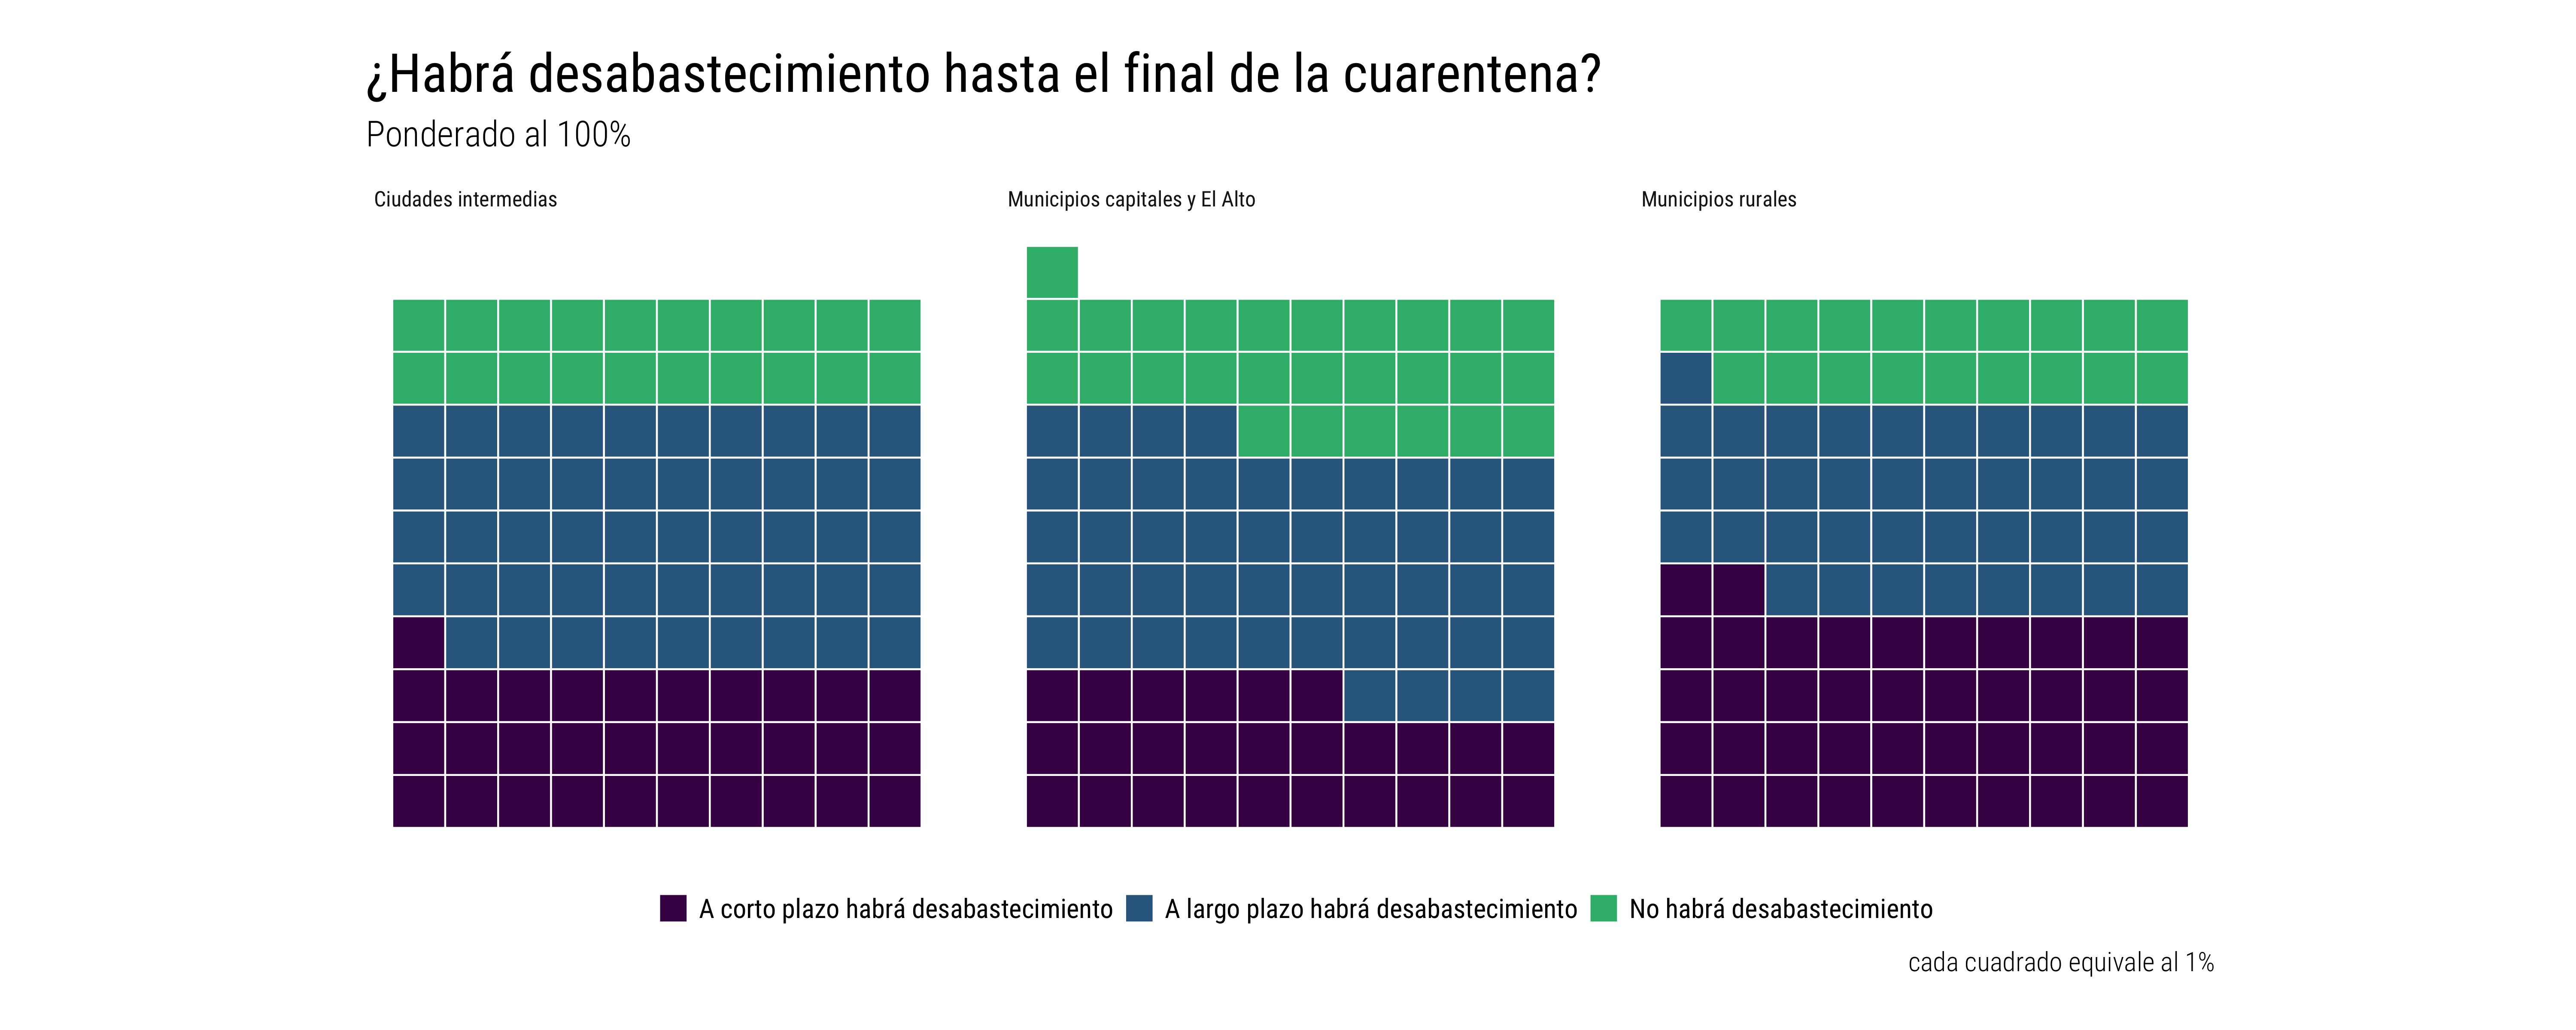 ¿Habrá desabastecimiento hasta el final de la cuarentena?
Ponderado al 100%
Ciudades intermedias
Municipios capitales y El Alto
Municipios rurales
A corto plazo habrá desabastecimiento
A largo plazo habrá desabastecimiento
No habrá desabastecimiento
cada cuadrado equivale al 1%